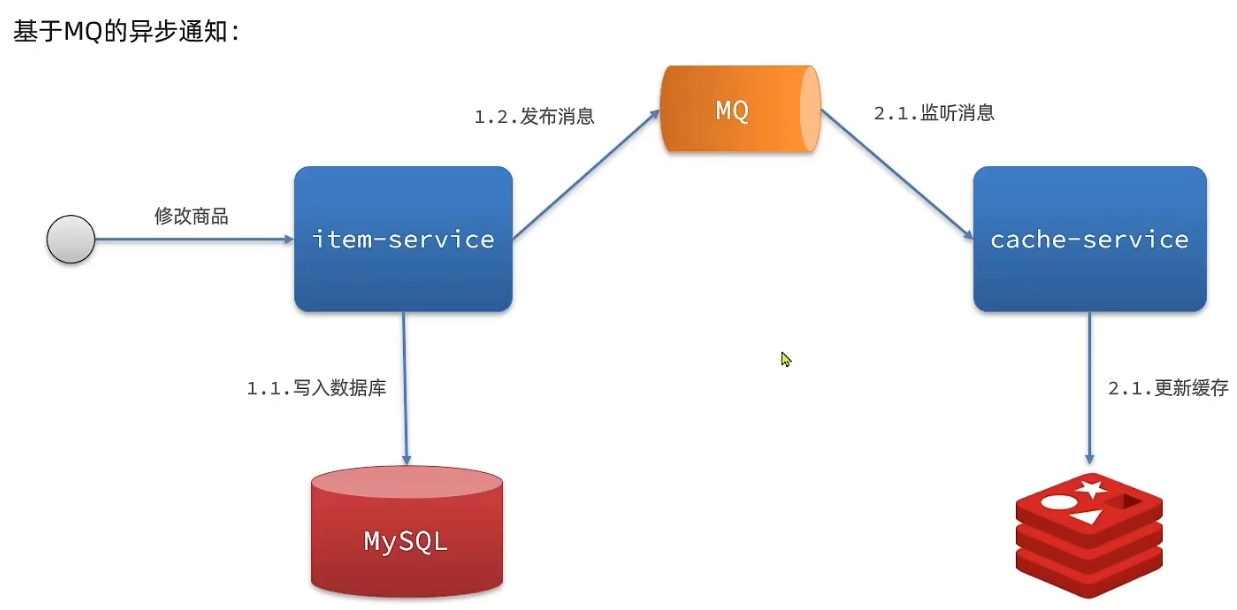 基于MQ的异步通知：
MQ
1.2.发布消息
2.1.监听消息
修改商品
item-service
cache-service
1.1.写入数据库
2.1.更新缓存
MySQL